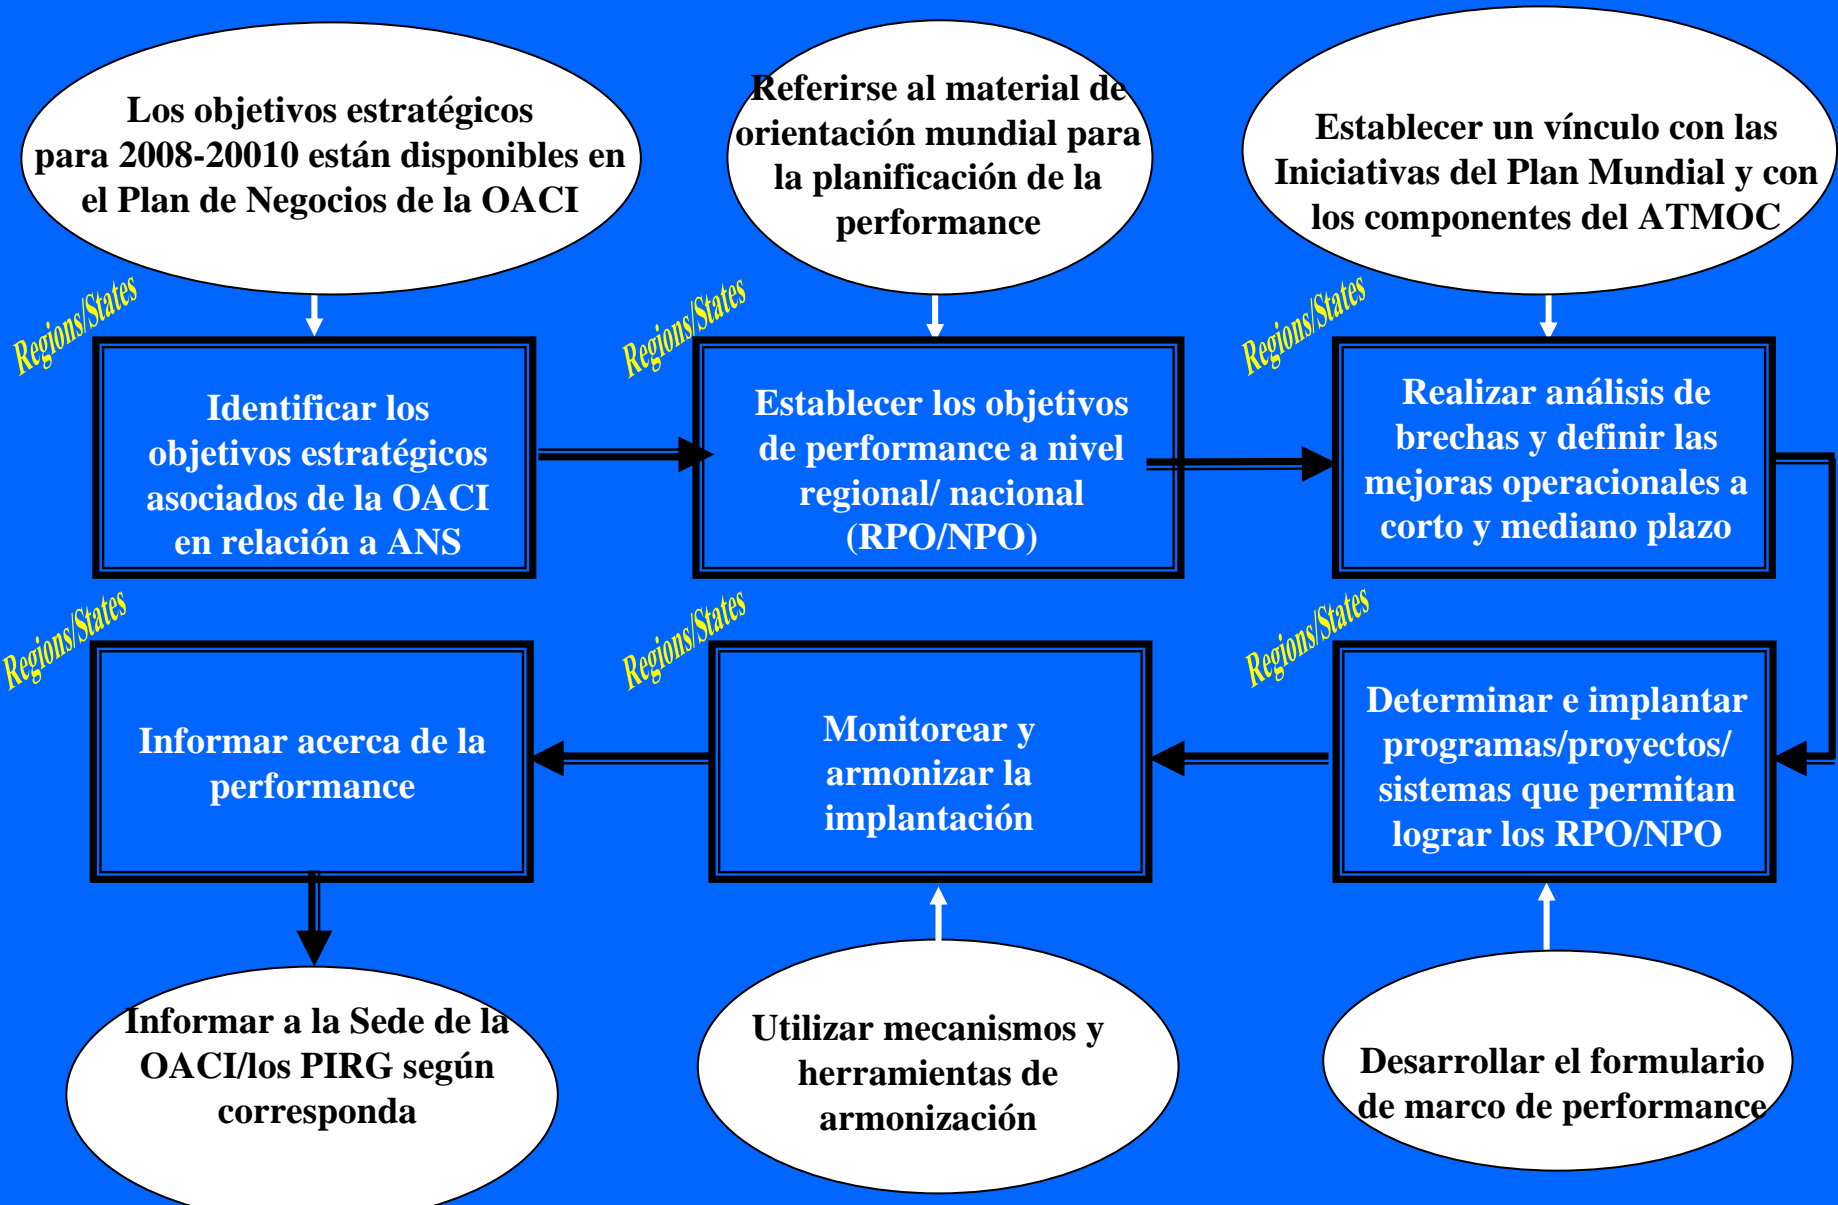 Los objetivos estratégicos
para 2008-20010 están disponibles en
el Plan de Negocios de la OACI
Referirse al material de
orientación mundial para
la planificación de la
performance
Establecer un vínculo con las
Iniciativas del Plan Mundial y con
los componentes del ATMOC
Regions/States
Identificar los
objetivos estratégicos
asociados de la OACI
en relación a ANS
Regions/States
Establecer los objetivos
de performance a nivel
regional/ nacional
(RPO/NPO)
Regions/States
Realizar análisis de
brechas y definir las
mejoras operacionales a
corto y mediano plazo
Regions/States
Determinar e implantar
programas/proyectos/
sistemas que permitan
lograr los RPO/NPO
Regions/States
Monitorear y
armonizar la
implantación
Regions/States
Informar acerca de la
performance
Informar a la Sede de la
OACI/los PIRG según
corresponda
Utilizar mecanismos y
herramientas de
armonización
Desarrollar el formulario
de marco de performance